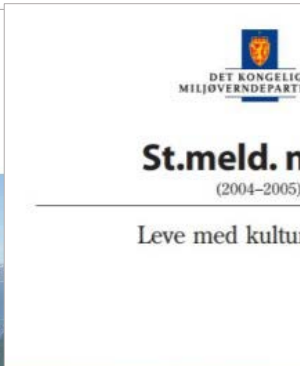 DET KONGELIG
MILJØVERNDEPART
St.meld. n
(2004–2005)
Leve med kultur